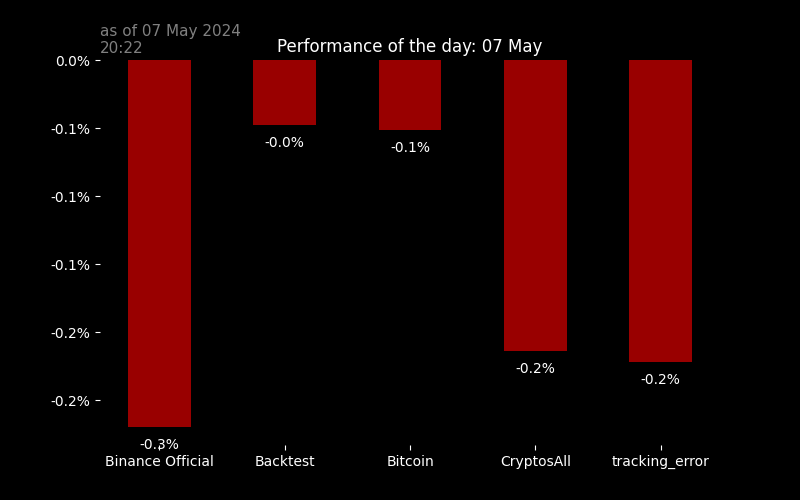 as of 07 May 2024
20:22
Performance of the day: 07 May
0.0%
-0.1%
-0.1%
-0.1%
-0.2%
-0.2%
-0.3%
-0.0%
-0.1%
-0.2%
-0.2%
Binance Official
Backtest
Bitcoin
CryptosAll
tracking_error